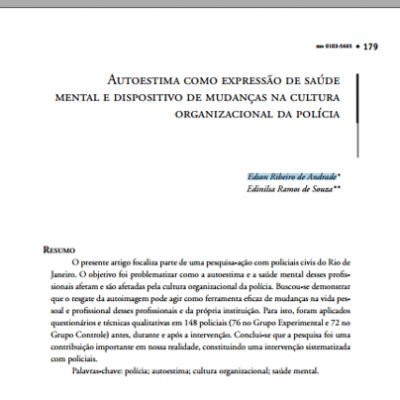 ISSN 0103-5665 • 179
AUTOESTIMA COMO EXPRESSÃO DE SAÚDE
MENTAL E DISPOSITIVO DE MUDANÇAS NA CULTURA
ORGANIZACIONAL DA POLÍCIA
Edson Ribeiro de Andrade*
Edinilsa Ramos de Souza**
RESUMO
O presente artigo focaliza parte de uma pesquisa-ação com policiais civis do Rio de
Janeiro. O objetivo foi problematizar como a autoestima e a saúde mental desses profis-
sionais afetam e são afetadas pela cultura organizacional da polícia. Buscou-se demonstrar
que o resgate da autoimagem pode agir como ferramenta eficaz de mudanças na vida pes-
soal e profissional desses profissionais e da própria instituição. Para isto, foram aplicados
questionários e técnicas qualitativas em 148 policiais (76 no Grupo Experimental e 72 no
Grupo Controle) antes, durante e após a intervenção. Conclui-se que a pesquisa foi uma
contribuição importante em nossa realidade, constituindo uma intervenção sistematizada
com policiais.
Palavras-chave: polícia; autoestima; cultura organizacional; saúde mental.